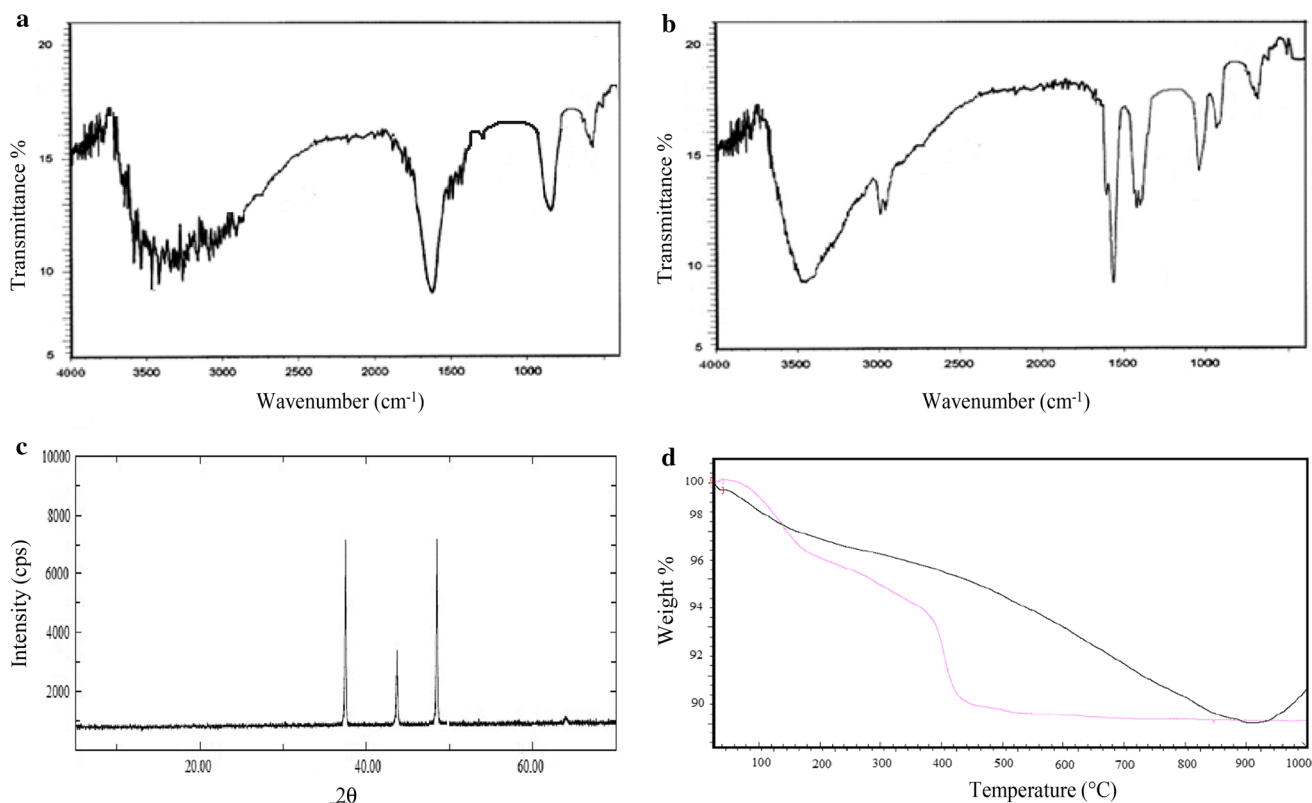 a
20
15
10
5
Transmittance %
4000 3500 3000 2500 2000 1500 1000
Wavenumber (cm-1)
b
20
15
10
5
Transmittance %
4000 3500 3000 2500 2000 1500 1000
Wavenumber (cm-1)
c
10000
8000
6000
4000
2000
Intensity (cps)
20.00 40.00 60.00
2θ
d
100
98
96
94
92
90
Weight %
100 200 300 400 500 600 700 800 900 1000
Temperature (°C)